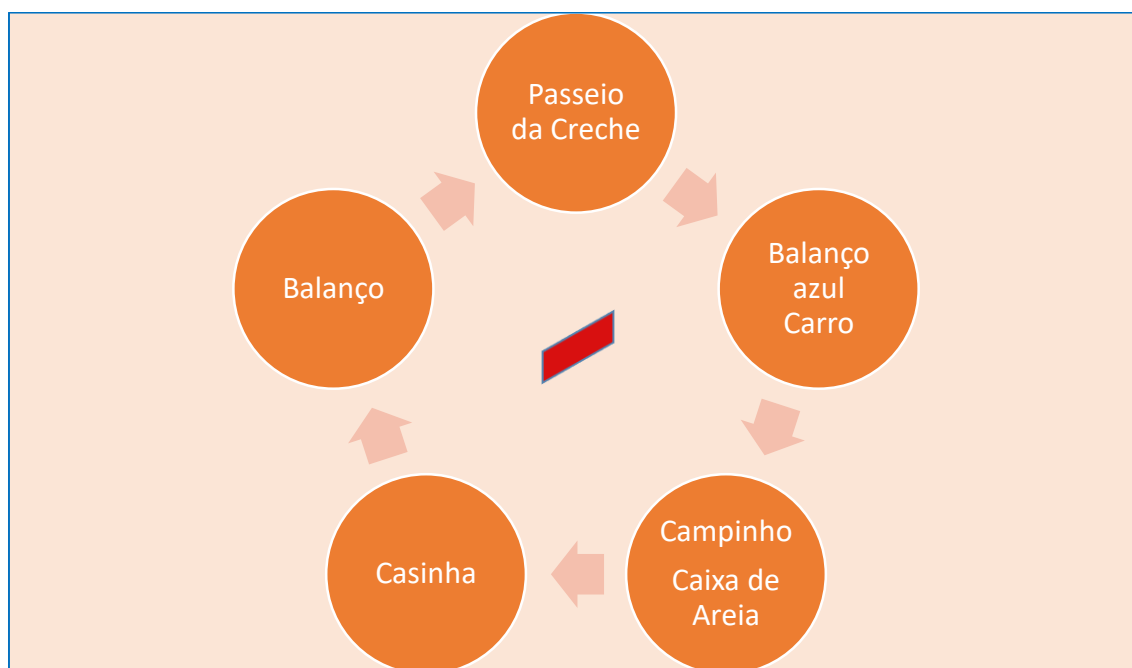 Passeio
da Creche
Balanço
azul
Carro
Campinho
Caixa de
Areia
Casinha
Balanço